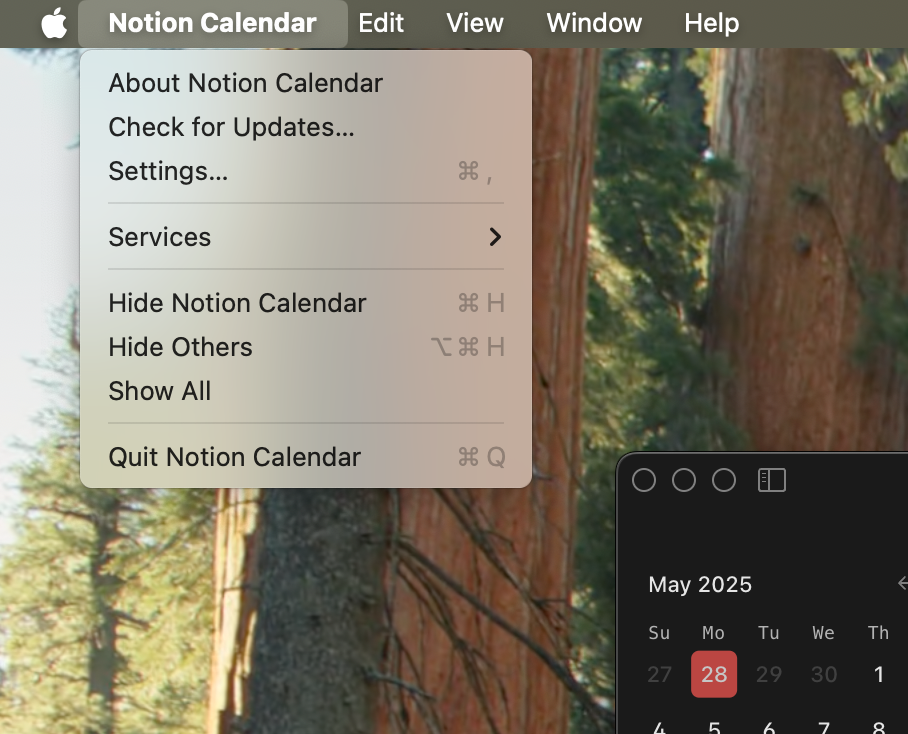 Notion Calendar Edit View Window Help
About Notion Calendar
Check for Updates...
Settings... ⌘ ,
Services
Hide Notion Calendar ⌘ H
Hide Others ⌥ ⌘ H
Show All
Quit Notion Calendar ⌘ Q
May 2025
Su Mo Tu We Th
27 28 29 30 1
4 5 6 7 8